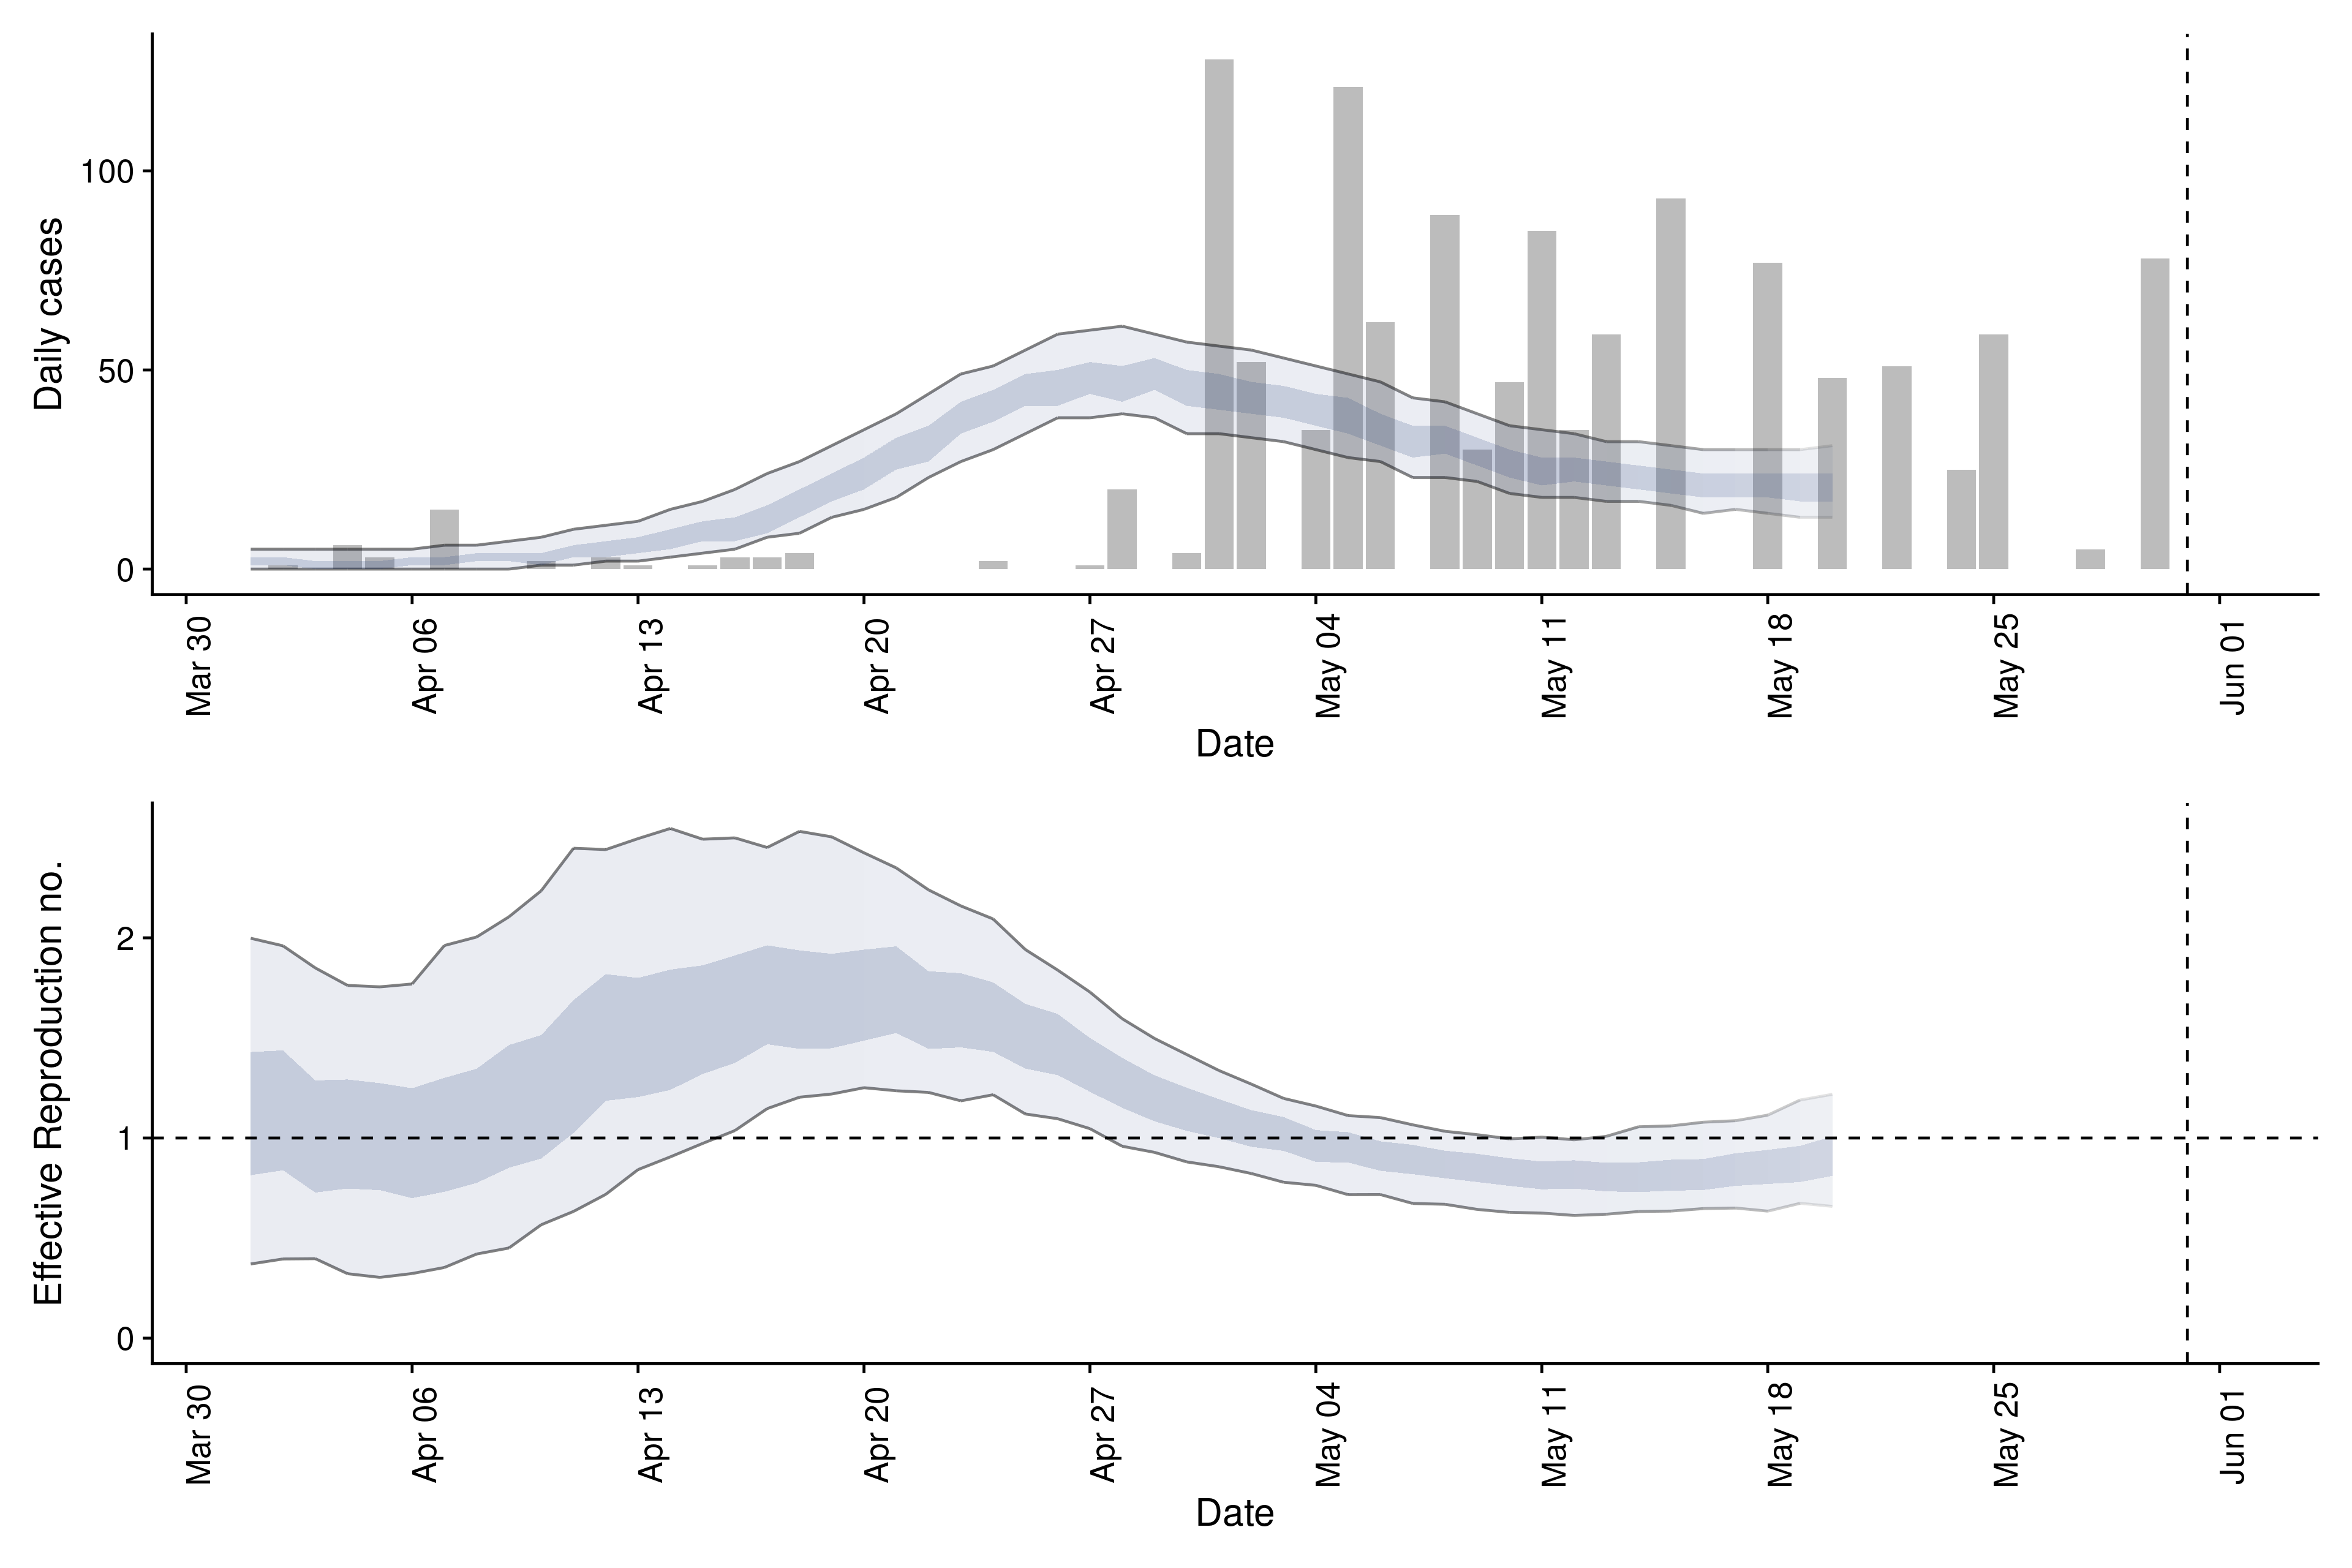 Daily cases
100
50
0
Mar 30
Apr 06
Apr 13
Apr 20
Apr 27
May 04
May 11
May 18
May 25
Jun 01
Date
Effective Reproduction no.
2
1
0
Mar 30
Apr 06
Apr 13
Apr 20
Apr 27
May 04
May 11
May 18
May 25
Jun 01
Date